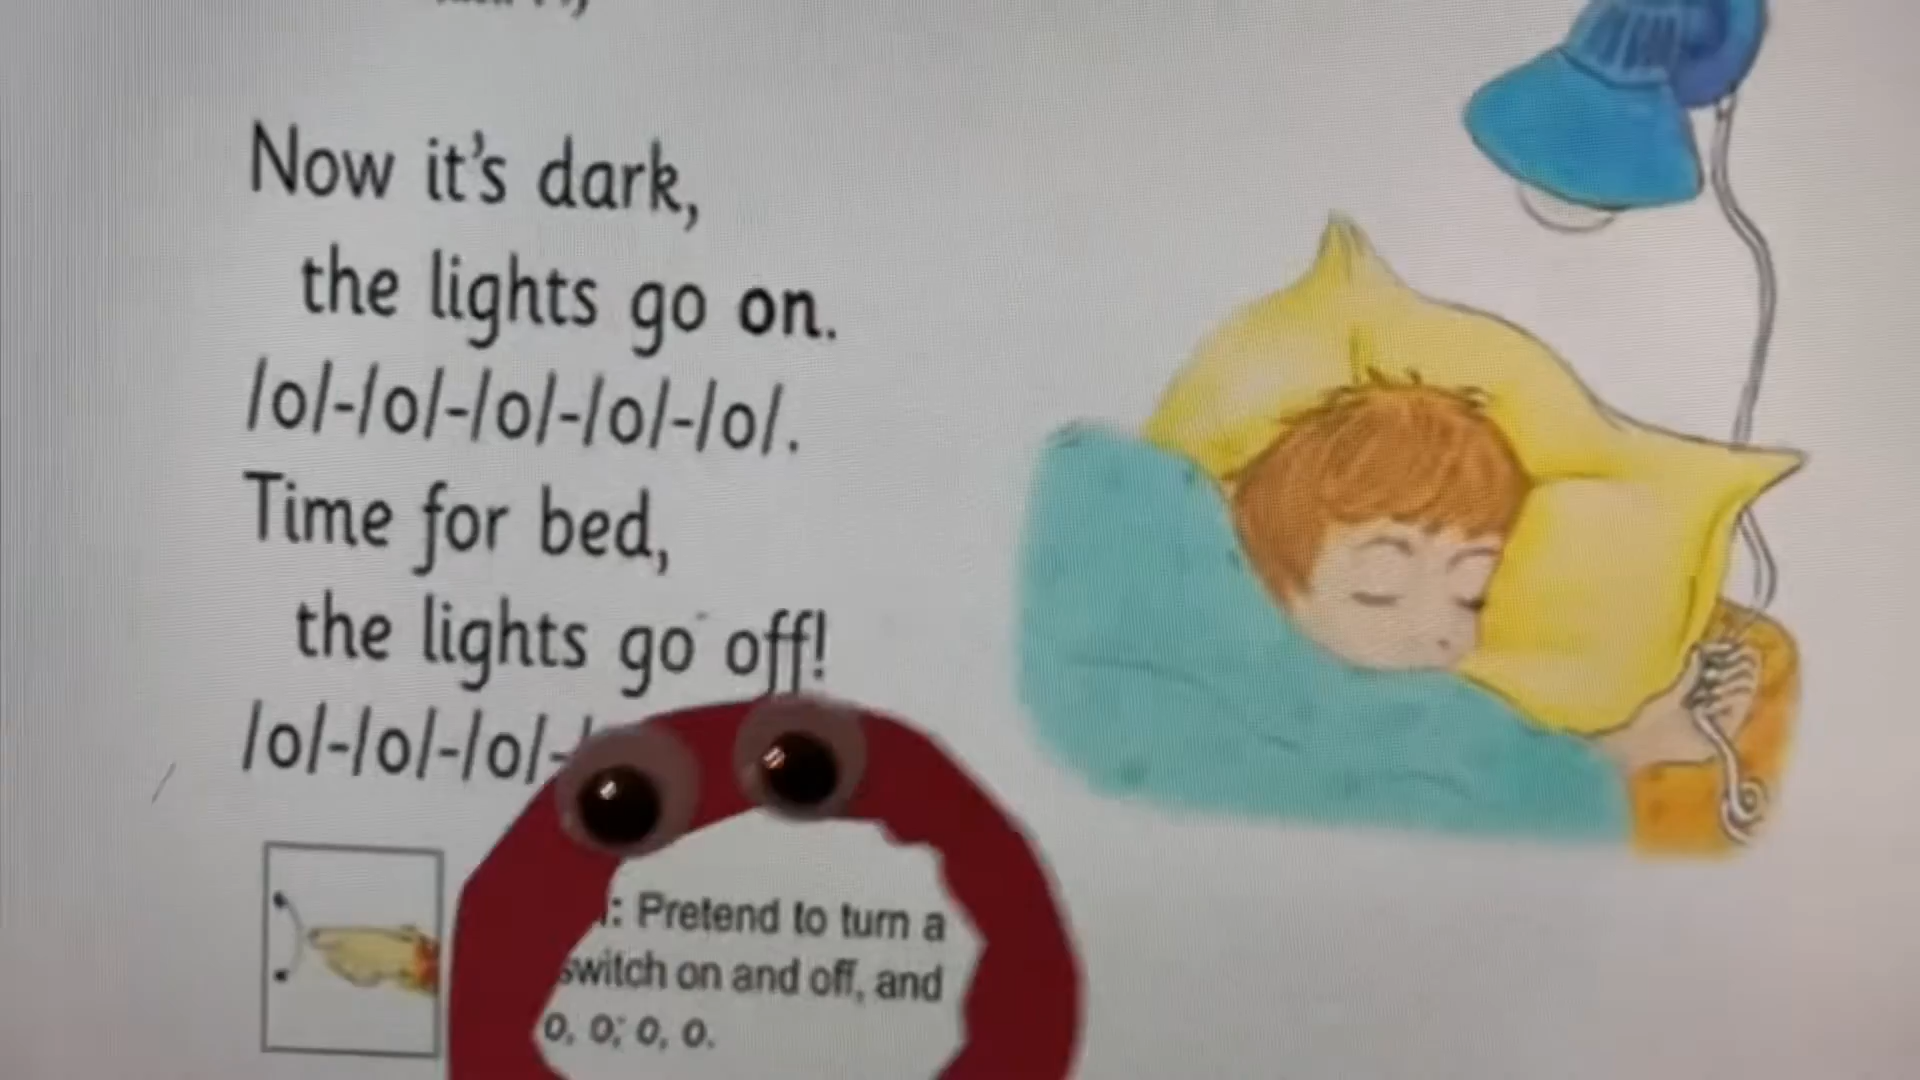 Now it's dark,
the lights go on.
/o/-/o/-/o/-/o/-/o/.
Time for bed,
the lights go off!
/o/-/o/-/o/-
: Pretend to turn a
switch on and off, and
o, o; o, o.